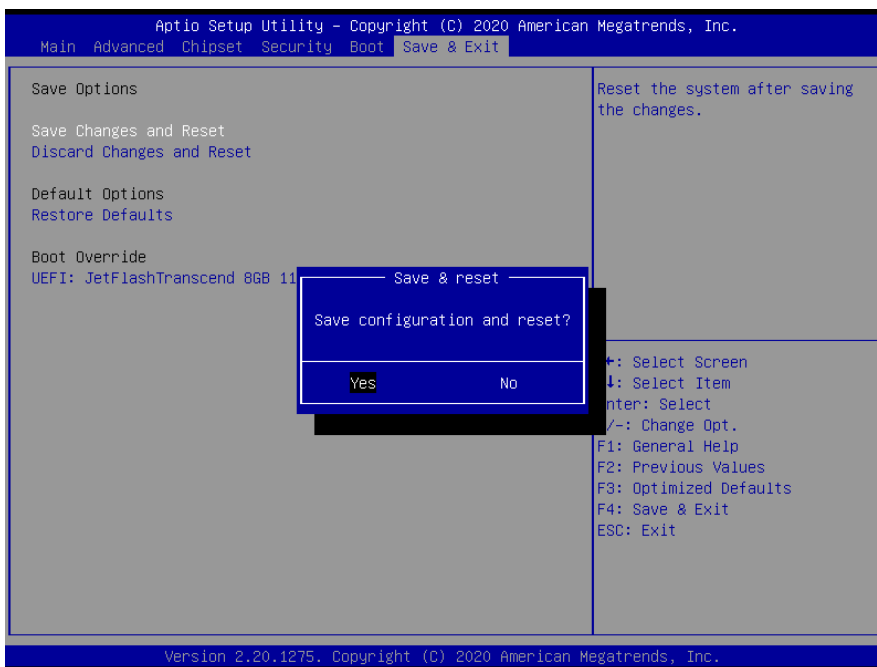 Aptio Setup Utility – Copyright (C) 2020 American Megatrends, Inc.
Main Advanced Chipset Security Boot Save & Exit
Save Options
Save Changes and Reset
Discard Changes and Reset
Default Options
Restore Defaults
Boot Override
UEFI: JetFlashTranscend 8GB 11
Reset the system after saving
the changes.
Save & reset
Save configuration and reset?
Yes No
: Select Screen
: Select Item
nter: Select
/-: Change Opt.
F1: General Help
F2: Previous Values
F3: Optimized Defaults
F4: Save & Exit
ESC: Exit
Version 2.20.1275. Copyright (C) 2020 American Megatrends, Inc.